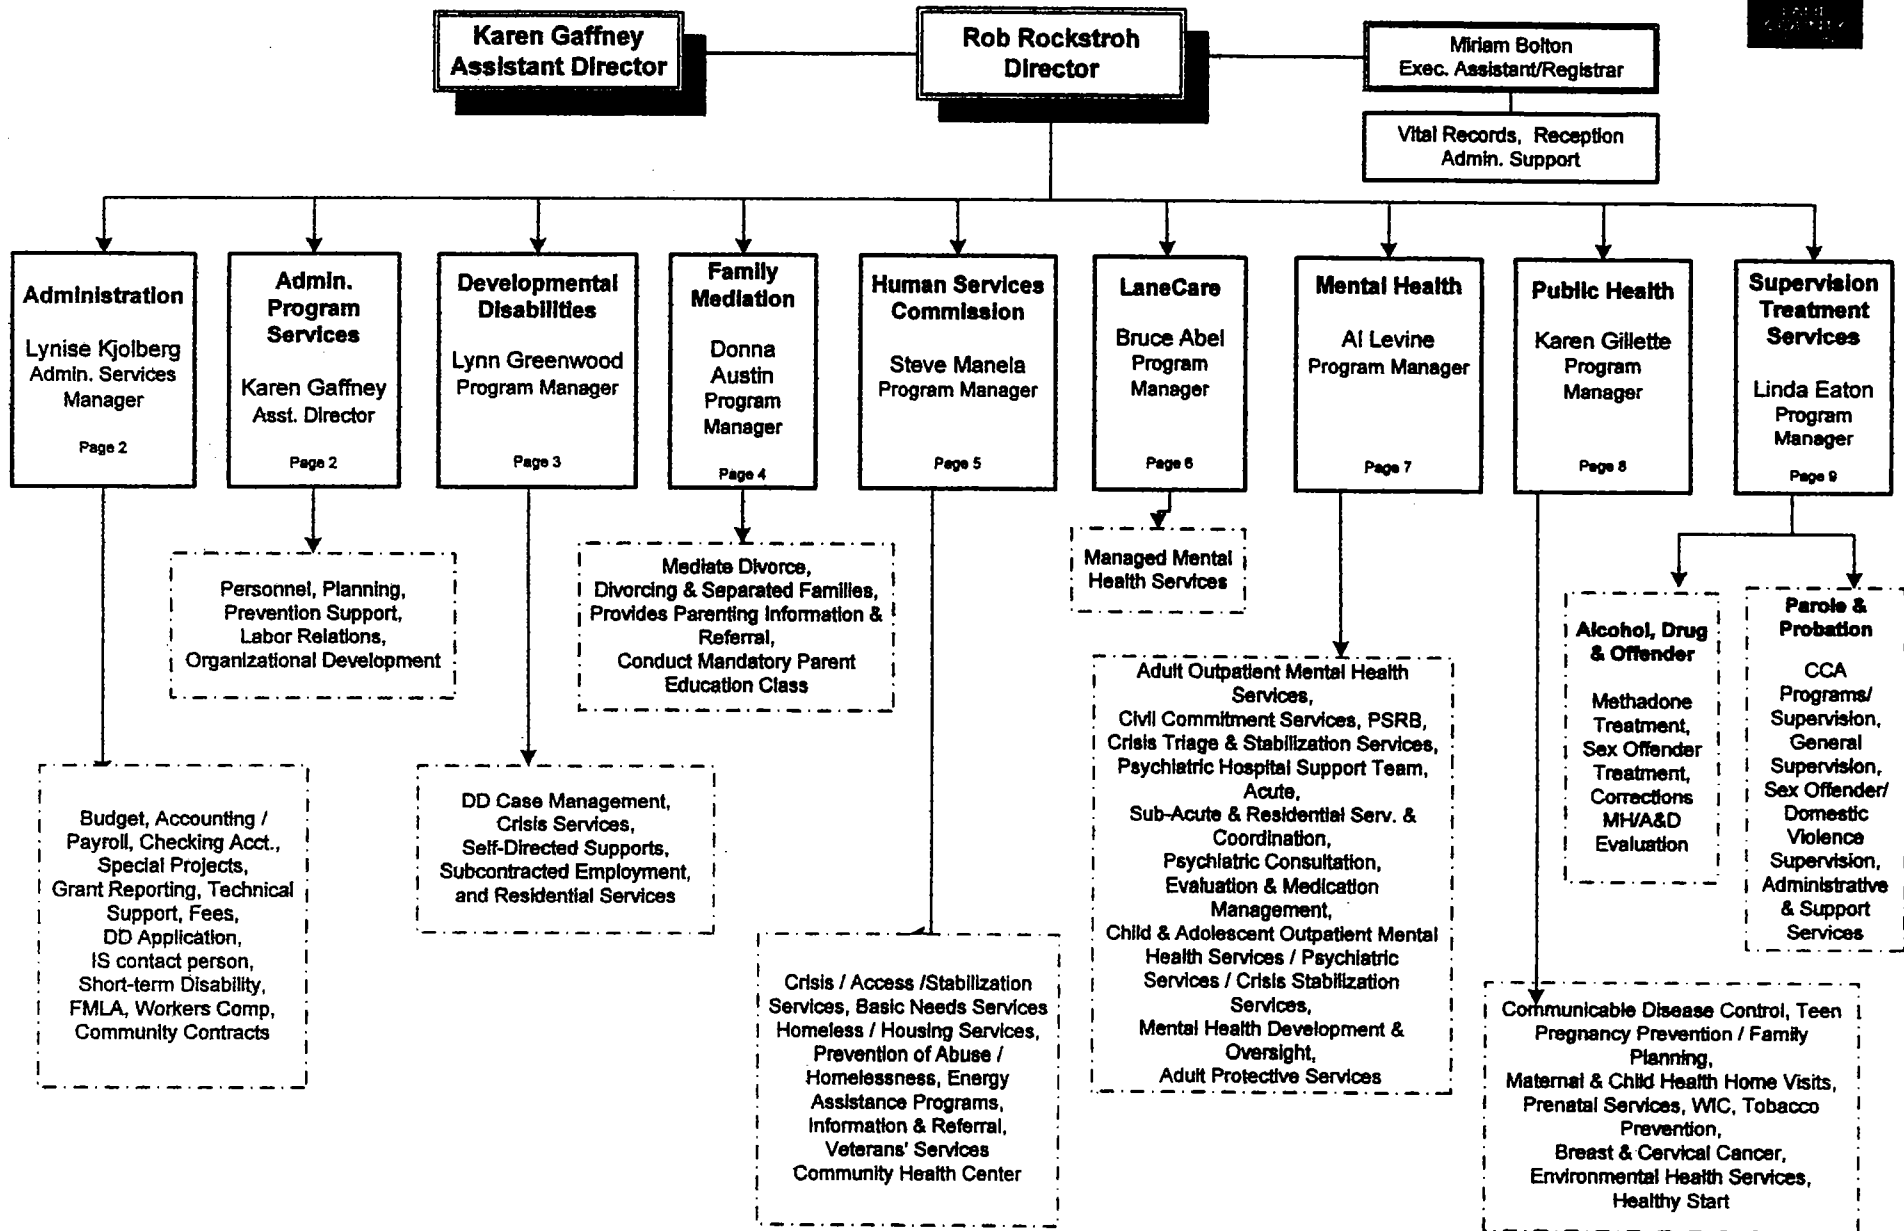 Karen Gaffney
Assistant Director
Rob Rockstroh
Director
Miriam Bolton
Exec. Assistant/Registrar
Vital Records, Reception
Admin. Support
Administration
Lynise Kjolberg
Admin. Services
Manager
Page 2
Admin.
Program
Services
Karen Gaffney
Asst. Director
Page 2
Developmental
Disabilities
Lynn Greenwood
Program Manager
Page 3
Family
Mediation
Donna
Austin
Program
Manager
Page 4
Human Services
Commission
Steve Manela
Program Manager
Page 5
LaneCare
Bruce Abel
Program
Manager
Page 6
Mental Health
Al Levine
Program Manager
Page 7
Public Health
Karen Gillette
Program
Manager
Page 8
Supervision
Treatment
Services
Linda Eaton
Program
Manager
Page 9
Budget, Accounting /
Payroll, Checking Acct.,
Special Projects,
Grant Reporting, Technical
Support, Fees,
DD Application,
IS contact person,
Short-term Disability,
FMLA, Workers Comp,
Community Contracts
Personnel, Planning,
Prevention Support,
Labor Relations,
Organizational Development
DD Case Management,
Crisis Services,
Self-Directed Supports,
Subcontracted Employment,
and Residential Services
Mediate Divorce,
Divorcing & Separated Families,
Provides Parenting Information &
Referral,
Conduct Mandatory Parent
Education Class
Crisis / Access /Stabilization
Services, Basic Needs Services
Homeless / Housing Services,
Prevention of Abuse /
Homelessness, Energy
Assistance Programs,
Information & Referral,
Veterans' Services
Community Health Center
Managed Mental
Health Services
Adult Outpatient Mental Health
Services,
Civil Commitment Services, PSRB,
Crisis Triage & Stabilization Services,
Psychiatric Hospital Support Team,
Acute,
Sub-Acute & Residential Serv. &
Coordination,
Psychiatric Consultation,
Evaluation & Medication
Management,
Child & Adolescent Outpatient Mental
Health Services / Psychiatric
Services / Crisis Stabilization
Services,
Mental Health Development &
Oversight,
Adult Protective Services
Communicable Disease Control, Teen
Pregnancy Prevention / Family
Planning,
Maternal & Child Health Home Visits,
Prenatal Services, WIC, Tobacco
Prevention,
Breast & Cervical Cancer,
Environmental Health Services,
Healthy Start
Alcohol, Drug
& Offender
Methadone
Treatment,
Sex Offender
Treatment,
Corrections
MH/A&D
Evaluation
Parole &
Probation
CCA
Programs/
Supervision,
General
Supervision,
Sex Offender/
Domestic
Violence
Supervision,
Administrative
& Support
Services